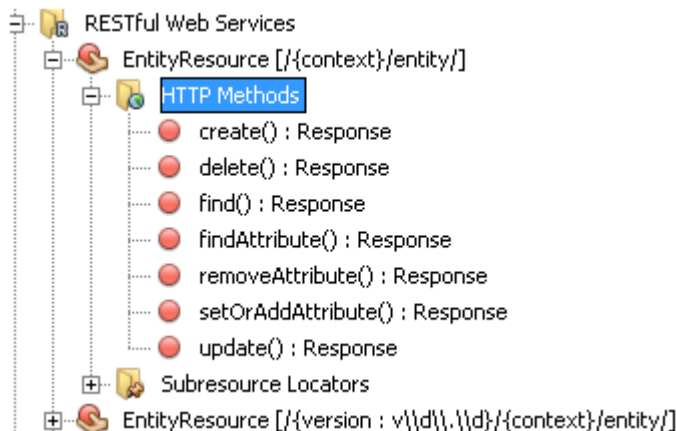 RESTful Web Services
EntityResource [/{context}/entity/]
HTTP Methods
create() : Response
delete() : Response
find() : Response
findAttribute() : Response
removeAttribute() : Response
setOrAddAttribute() : Response
update() : Response
Subresource Locators
EntityResource [/{version : v\\d\\.\\d}/{context}/entity/]